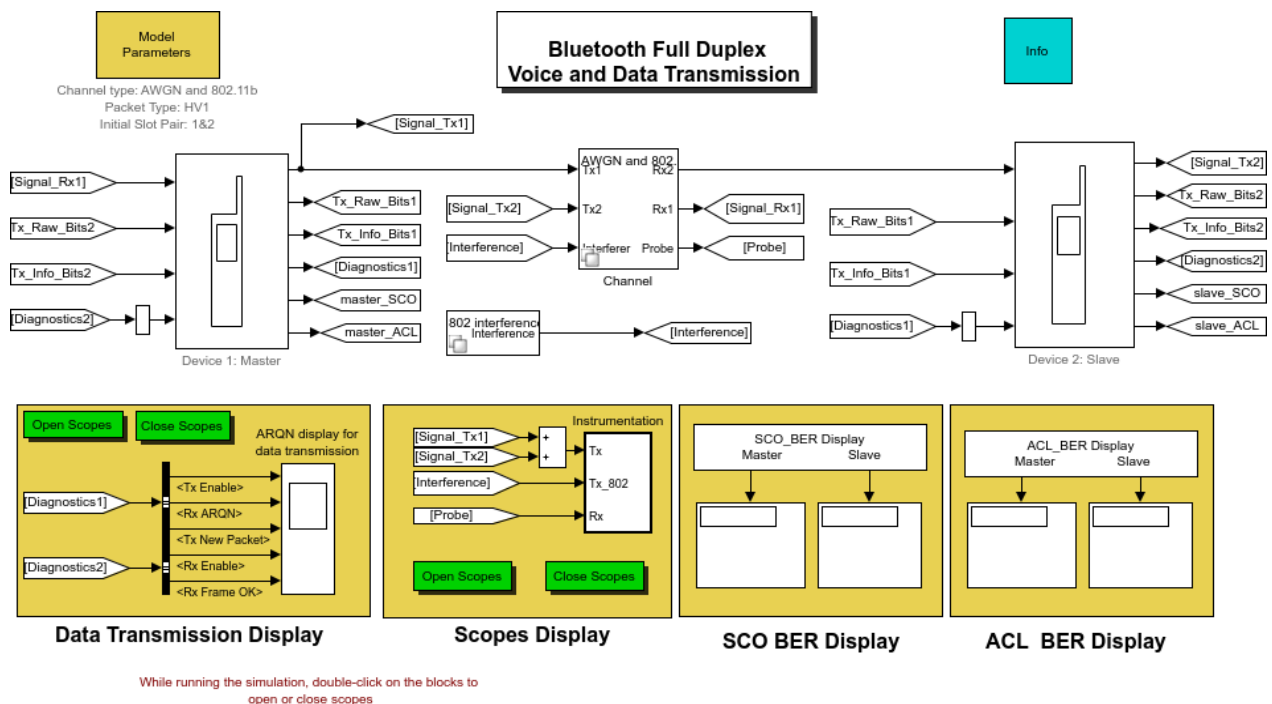 Model
Parameters
Bluetooth Full Duplex
Voice and Data Transmission
Info
Channel type: AWGN and 802.11b
Packet Type: HV1
Initial Slot Pair: 1&2
[Signal_Tx1]
[Signal_Rx1]
Tx_Raw_Bits2
Tx_Info_Bits2
[Diagnostics2]
Device 1: Master
Tx_Raw_Bits1
Tx_Info_Bits1
[Diagnostics1]
master_SCO
master_ACL
[Signal_Tx2]
[Interference]
AWGN and 802.
Tx1 Rx2
Tx2 Rx1
Interferer Probe
Channel
[Signal_Rx1]
[Probe]
802 interference
Interference
[Interference]
Tx_Raw_Bits1
Tx_Info_Bits1
[Diagnostics1]
Device 2: Slave
[Signal_Tx2]
Tx_Raw_Bits2
Tx_Info_Bits2
[Diagnostics2]
slave_SCO
slave_ACL
Open Scopes
Close Scopes
ARQN display for
data transmission
[Diagnostics1]
[Diagnostics2]
<Tx Enable>
<Rx ARQN>
<Tx New Packet>
<Rx Enable>
<Rx Frame OK>
Data Transmission Display
Instrumentation
[Signal_Tx1]
[Signal_Tx2]
[Interference]
[Probe]
+
+
Tx
Tx_802
Rx
Open Scopes
Close Scopes
Scopes Display
SCO_BER Display
Master Slave
SCO BER Display
ACL_BER Display
Master Slave
ACL BER Display
While running the simulation, double-click on the blocks to
open or close scopes